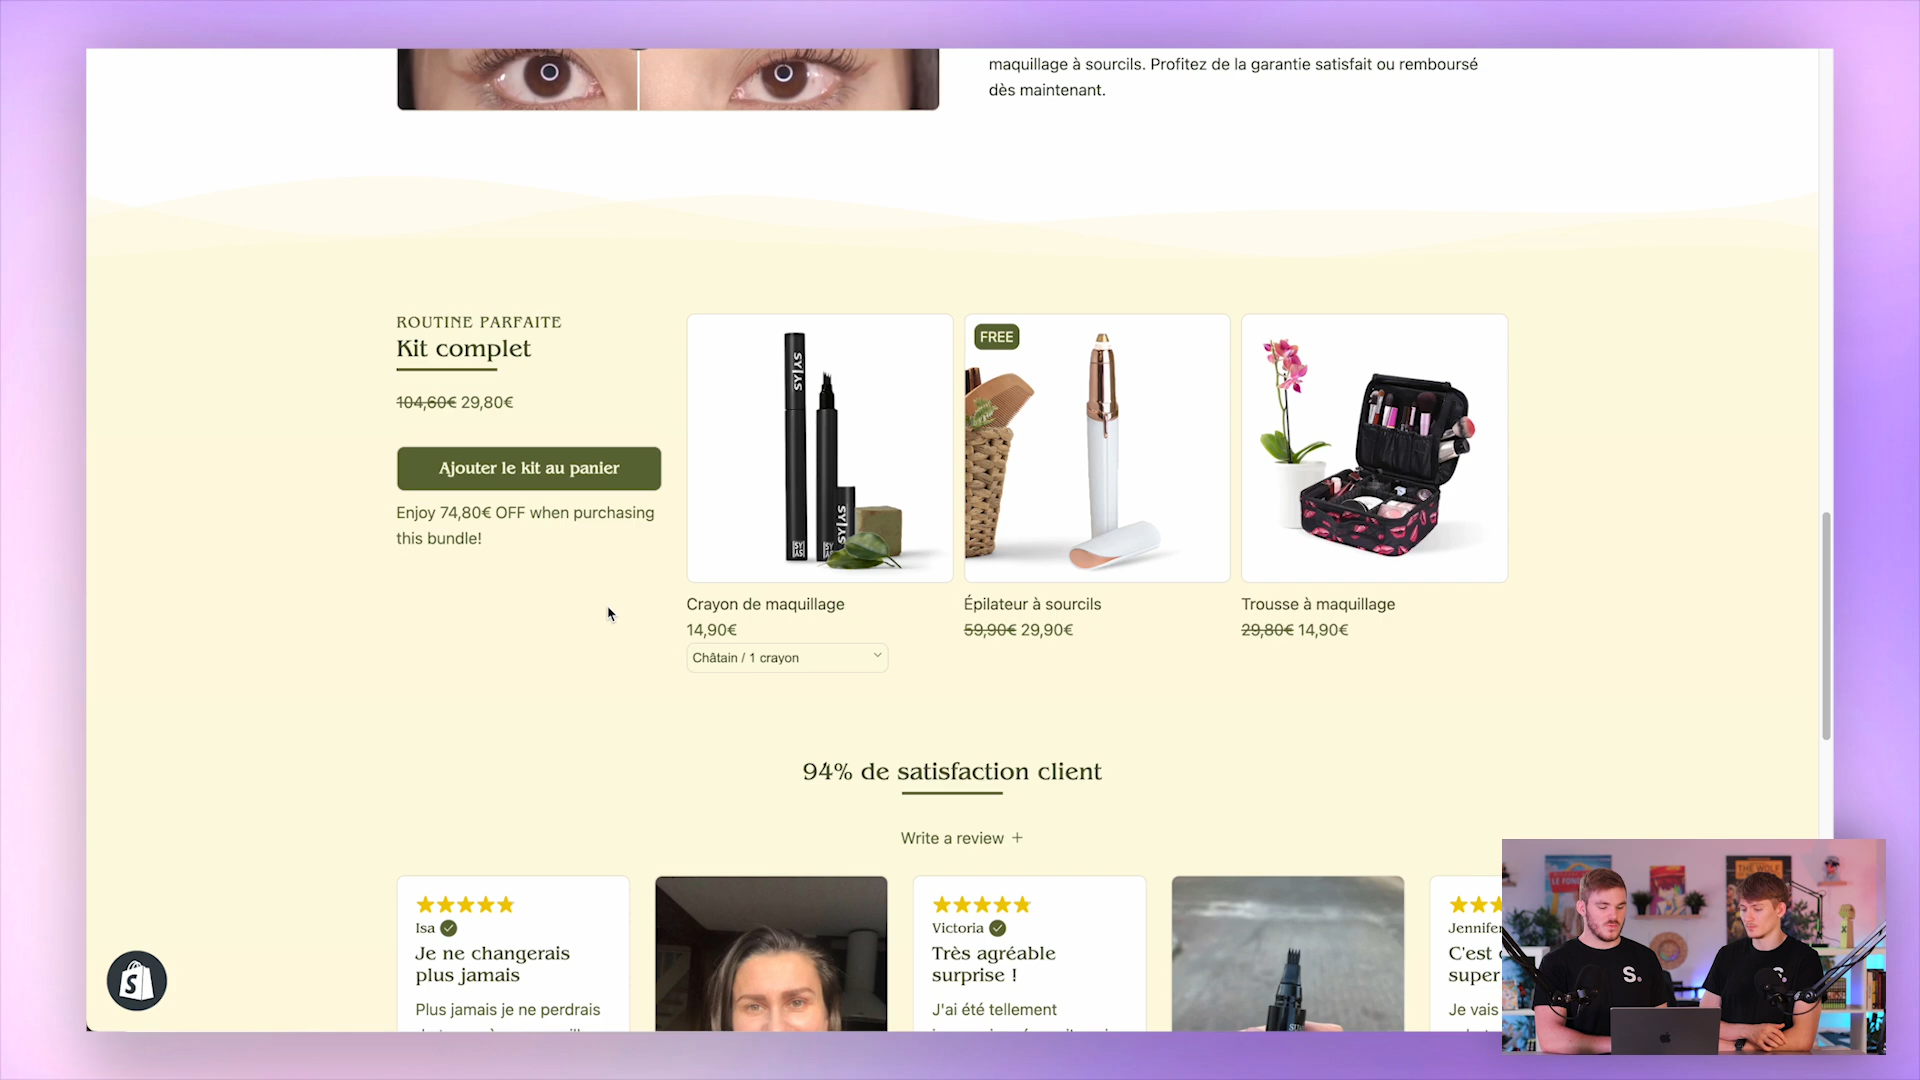 maquillage à sourcils. Profitez de la garantie satisfait ou remboursé
dès maintenant.
ROUTINE PARFAITE
Kit complet
104,60€ 29,80€
Ajouter le kit au panier
Enjoy 74,80€ OFF when purchasing
this bundle!
SYJAS
SYJAS
FREE
Crayon de maquillage
14,90€
Châtain / 1 crayon
Épilateur à sourcils
59,90€ 29,90€
Trousse à maquillage
29,80€ 14,90€
94% de satisfaction client
Write a review +
Isa
Je ne changerais
plus jamais
Plus jamais je ne perdrais
Victoria
Très agréable
surprise !
J'ai été tellement
Jennifer
C'est
super
Je vais
S.
THE WOLF